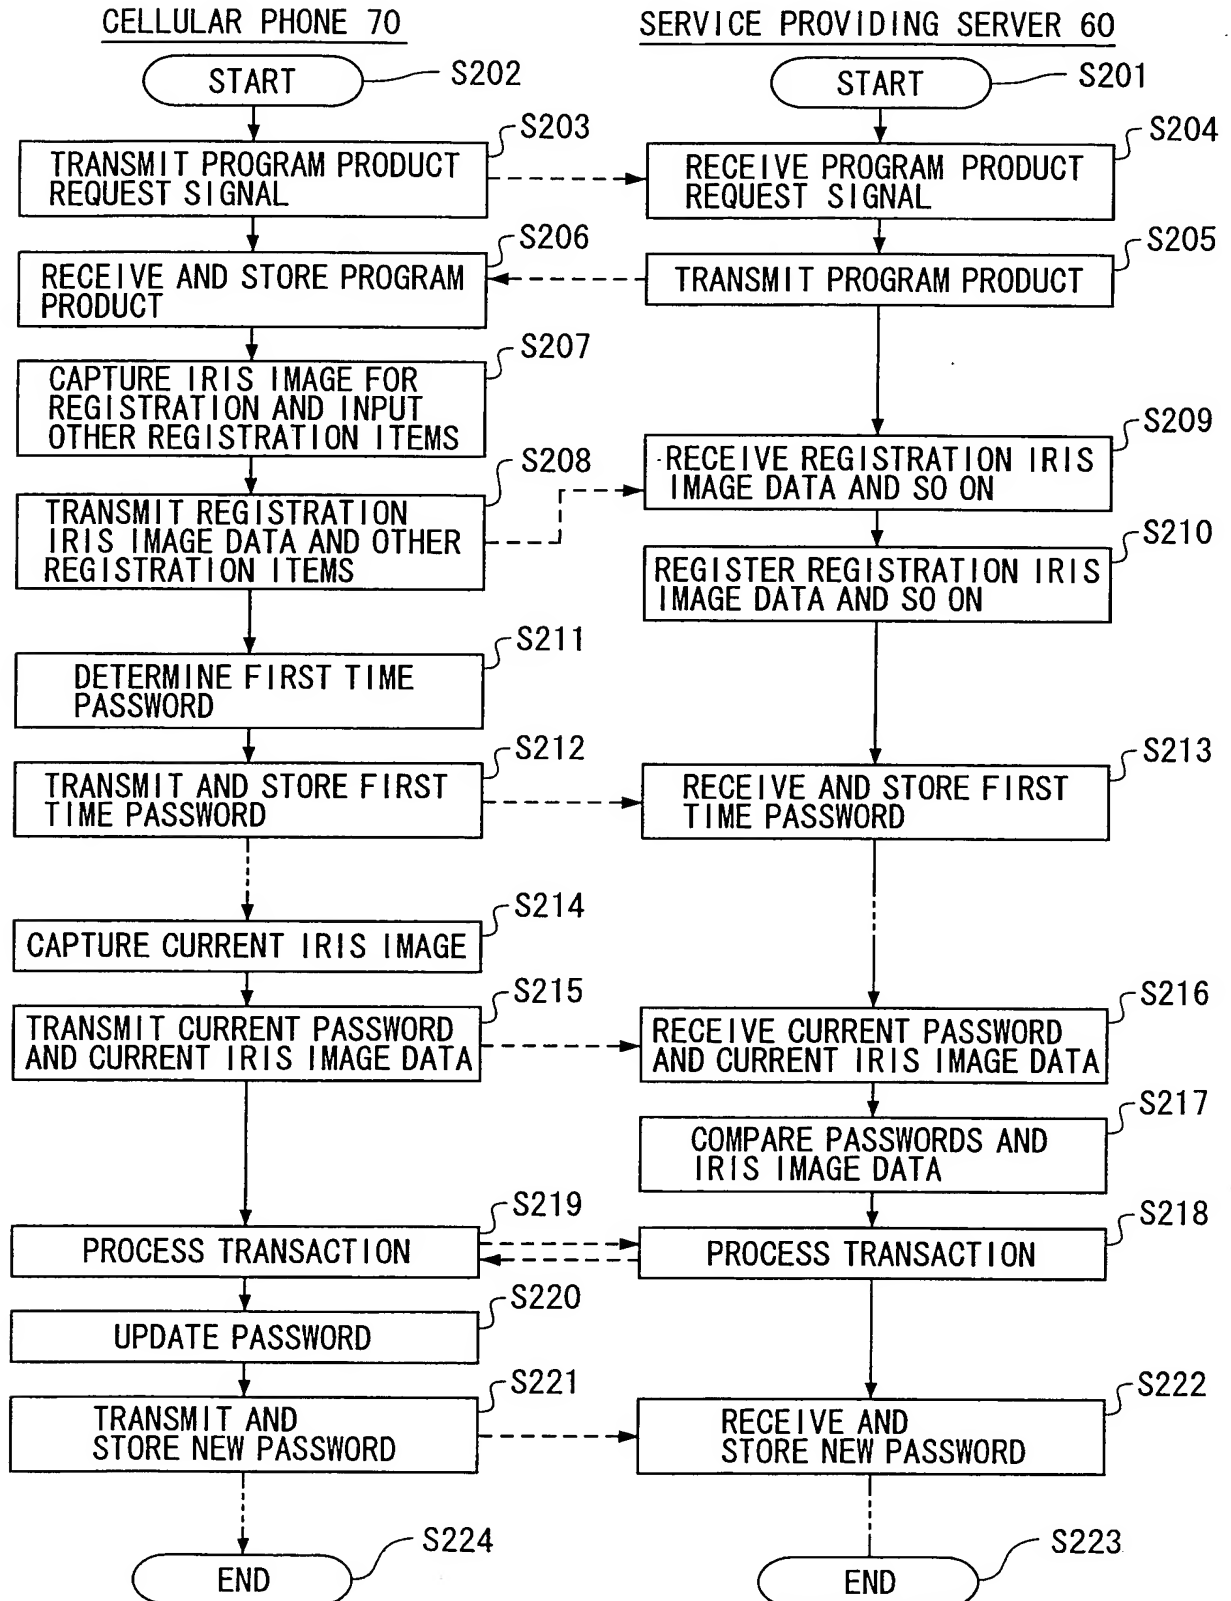 CELLULAR PHONE 70
SERVICE PROVIDING SERVER 60
START
S202
START
S201
S203
TRANSMIT PROGRAM PRODUCT
REQUEST SIGNAL
S204
RECEIVE PROGRAM PRODUCT
REQUEST SIGNAL
S206
RECEIVE AND STORE PROGRAM
PRODUCT
S205
TRANSMIT PROGRAM PRODUCT
S207
CAPTURE IRIS IMAGE FOR
REGISTRATION AND INPUT
OTHER REGISTRATION ITEMS
S208
TRANSMIT REGISTRATION
IRIS IMAGE DATA AND OTHER
REGISTRATION ITEMS
S209
RECEIVE REGISTRATION IRIS
IMAGE DATA AND SO ON
S210
REGISTER REGISTRATION IRIS
IMAGE DATA AND SO ON
S211
DETERMINE FIRST TIME
PASSWORD
S212
TRANSMIT AND STORE FIRST
TIME PASSWORD
S213
RECEIVE AND STORE FIRST
TIME PASSWORD
S214
CAPTURE CURRENT IRIS IMAGE
S215
TRANSMIT CURRENT PASSWORD
AND CURRENT IRIS IMAGE DATA
S216
RECEIVE CURRENT PASSWORD
AND CURRENT IRIS IMAGE DATA
S217
COMPARE PASSWORDS AND
IRIS IMAGE DATA
S219
PROCESS TRANSACTION
S218
PROCESS TRANSACTION
S220
UPDATE PASSWORD
S221
TRANSMIT AND
STORE NEW PASSWORD
S222
RECEIVE AND
STORE NEW PASSWORD
S224
END
S223
END